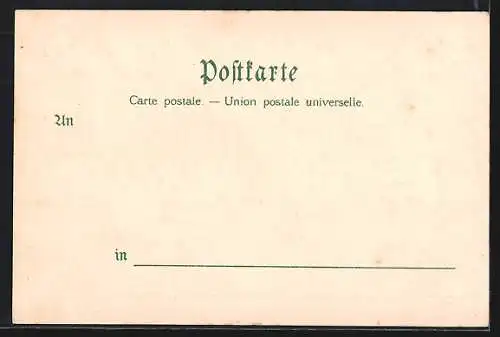 Postkarte
Carte postale. — Union postale universelle.
An
in